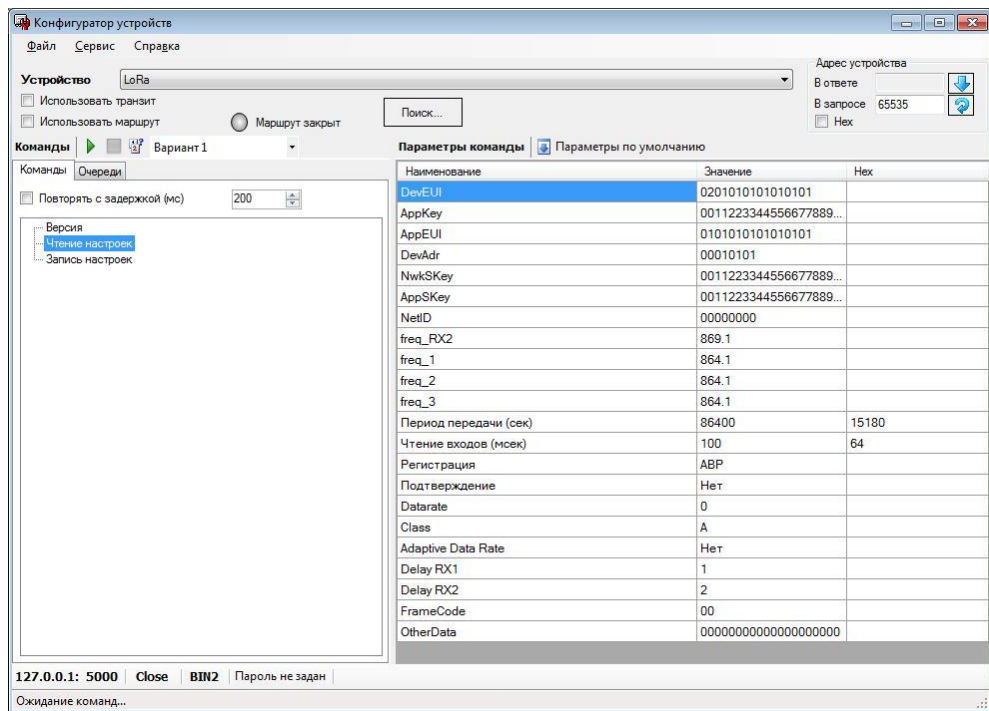 Конфигуратор устройств
Файл Сервис Справка
Устройство LoRa
Использовать транзит
Использовать маршрут Маршрут закрыт
Поиск...
Адрес устройства
В ответе
В запросе 65535
Hex
Команды Вариант 1
Параметры команды Параметры по умолчанию
Команды Очереди
Повторять с задержкой (мс) 200
Версия
Чтение настроек
Запись настроек
Наименование Значение Hex
DevEUI 0201010101010101
AppKey 0011223344556677889...
AppEUI 0101010101010101
DevAdr 00010101
NwkSKey 0011223344556677889...
AppSKey 0011223344556677889...
NetID 00000000
freq_RX2 869.1
freq_1 864.1
freq_2 864.1
freq_3 864.1
Период передачи (сек) 86400 15180
Чтение входов (мсек) 100 64
Регистрация ABP
Подтверждение Нет
Datarate 0
Class A
Adaptive Data Rate Нет
Delay RX1 1
Delay RX2 2
FrameCode 00
OtherData 00000000000000000000
127.0.0.1: 5000 Close BIN2 Пароль не задан
Ожидание команд...